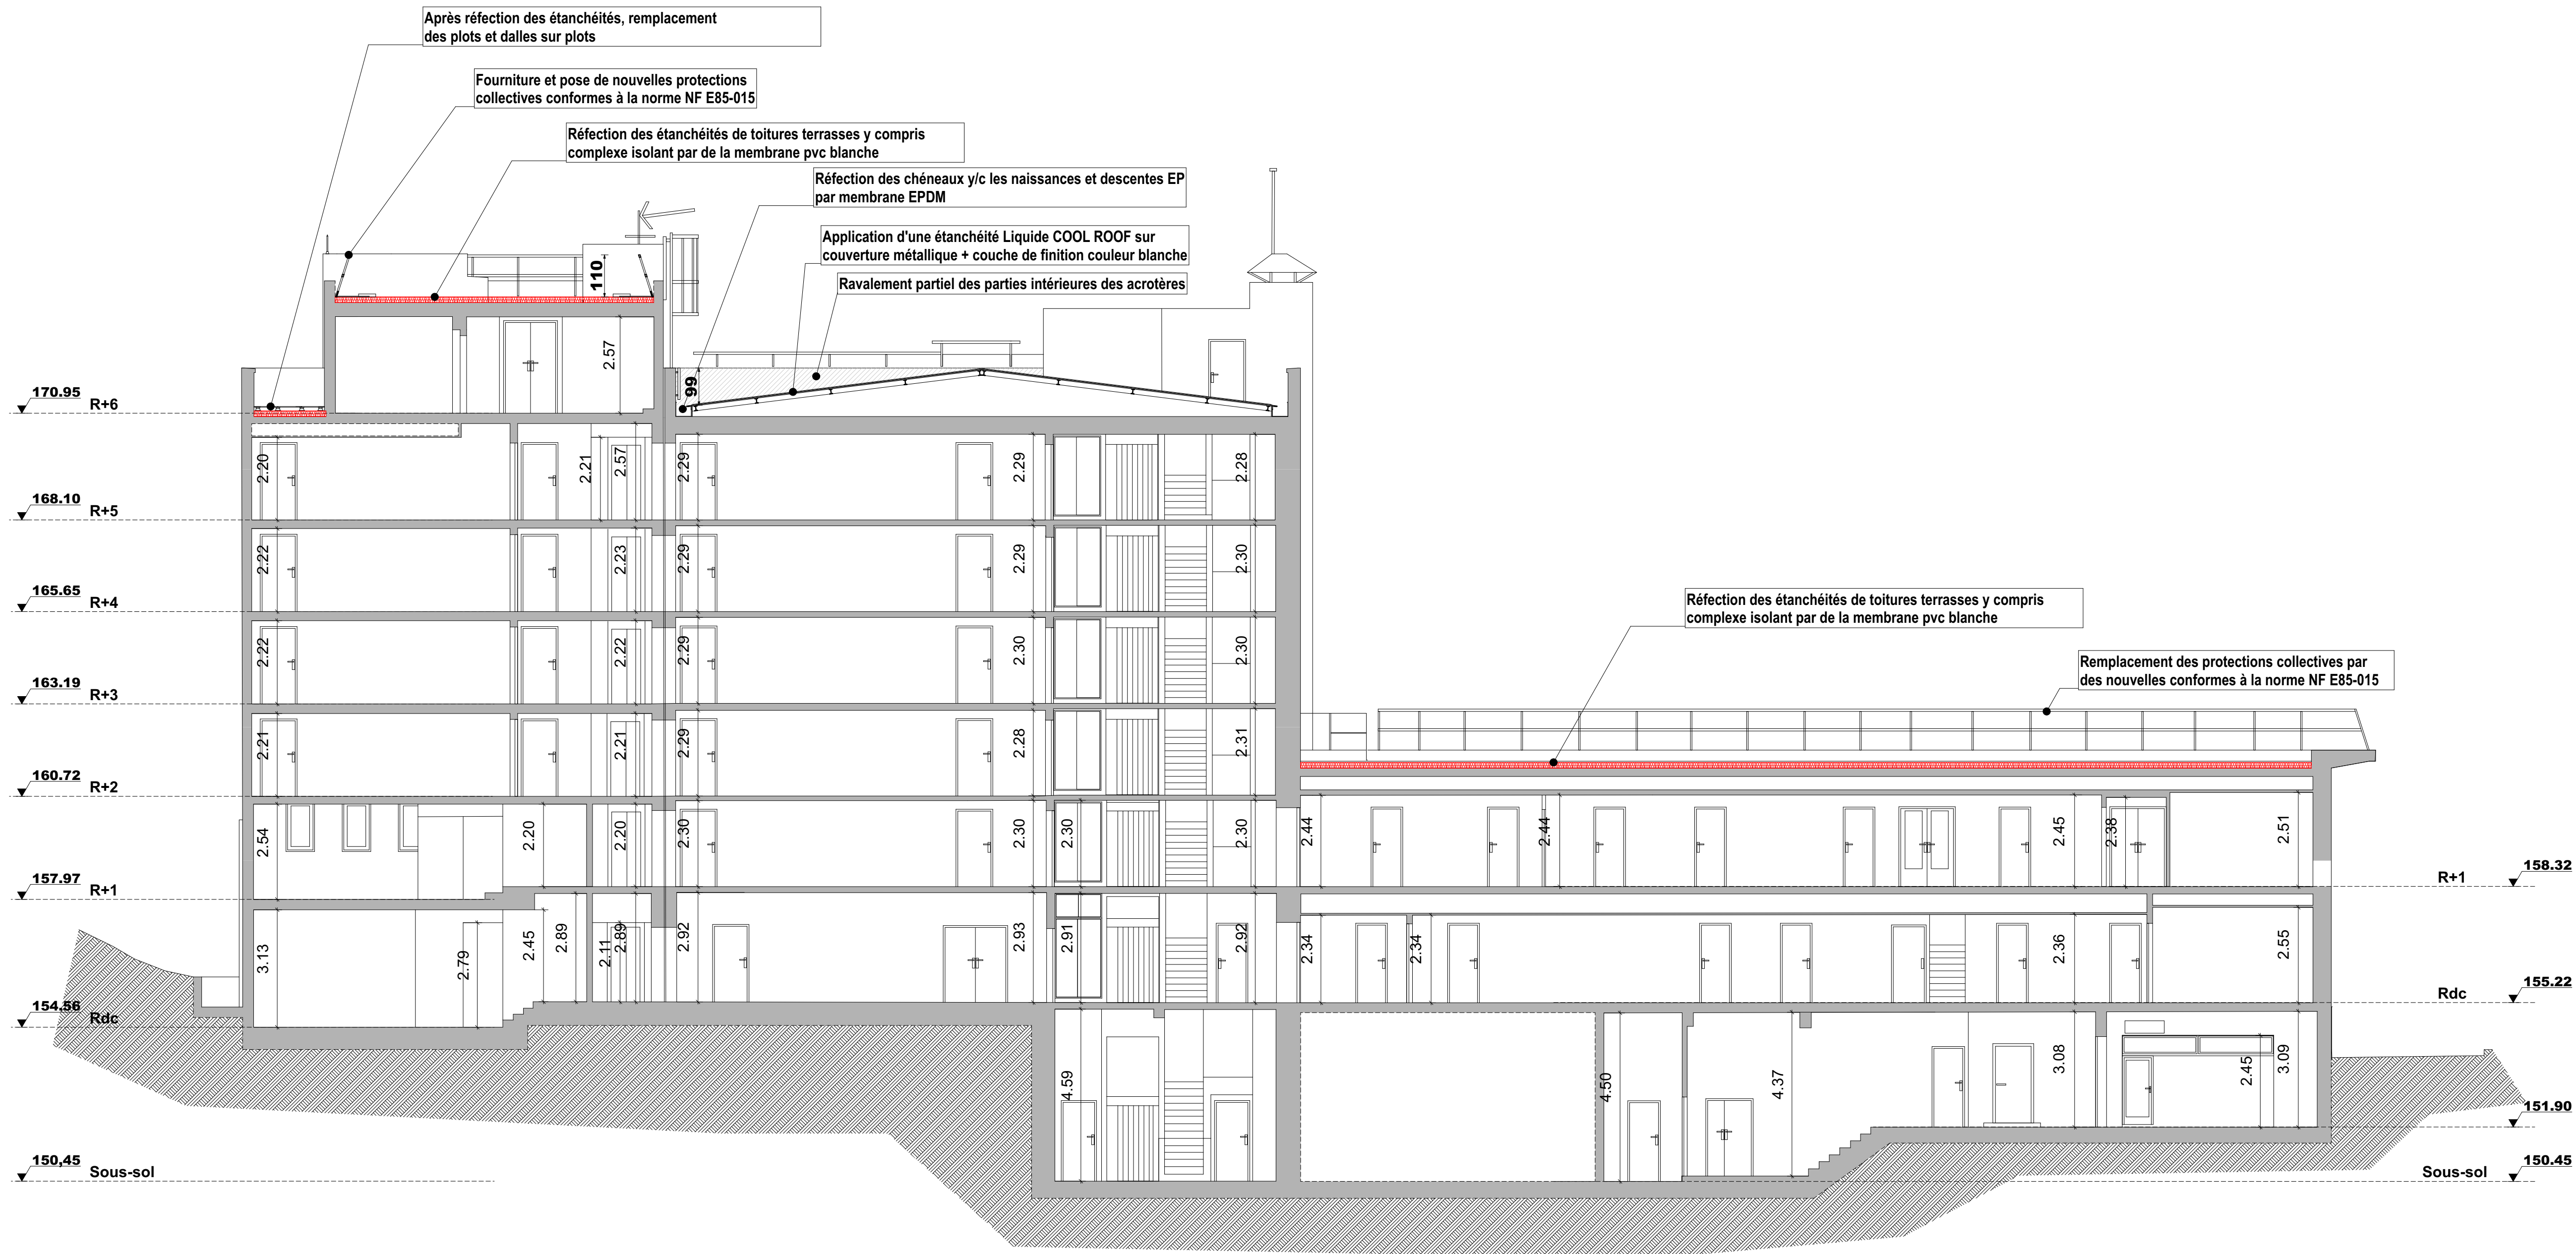 Après réfection des étanchéités, remplacement
des plots et dalles sur plots
Fourniture et pose de nouvelles protections
collectives conformes à la norme NF E85-015
Réfection des étanchéités de toitures terrasses y compris
complexe isolant par de la membrane pvc blanche
Réfection des chéneaux y/c les naissances et descentes EP
par membrane EPDM
Application d'une étanchéité Liquide COOL ROOF sur
couverture métallique + couche de finition couleur blanche
Ravalement partiel des parties intérieures des acrotères
110
2.57
99
170.95
R+6
2.20
2.21
2.57
2.29
2.29
2.28
168.10
R+5
2.22
2.23
2.29
2.29
2.30
165.65
R+4
Réfection des étanchéités de toitures terrasses y compris
complexe isolant par de la membrane pvc blanche
Remplacement des protections collectives par
des nouvelles conformes à la norme NF E85-015
2.22
2.22
2.29
2.30
2.30
163.19
R+3
2.21
2.21
2.29
2.28
2.31
160.72
R+2
2.54
2.20
2.20
2.30
2.30
2.30
2.30
2.44
2.44
2.45
2.38
2.51
157.97
R+1
R+1
158.32
3.13
2.79
2.45
2.89
2.11
2.89
2.92
2.93
2.91
2.92
2.34
2.34
2.36
2.55
154.56
Rdc
Rdc
155.22
4.59
4.50
4.37
3.08
2.45
3.09
151.90
150,45
Sous-sol
Sous-sol
150.45